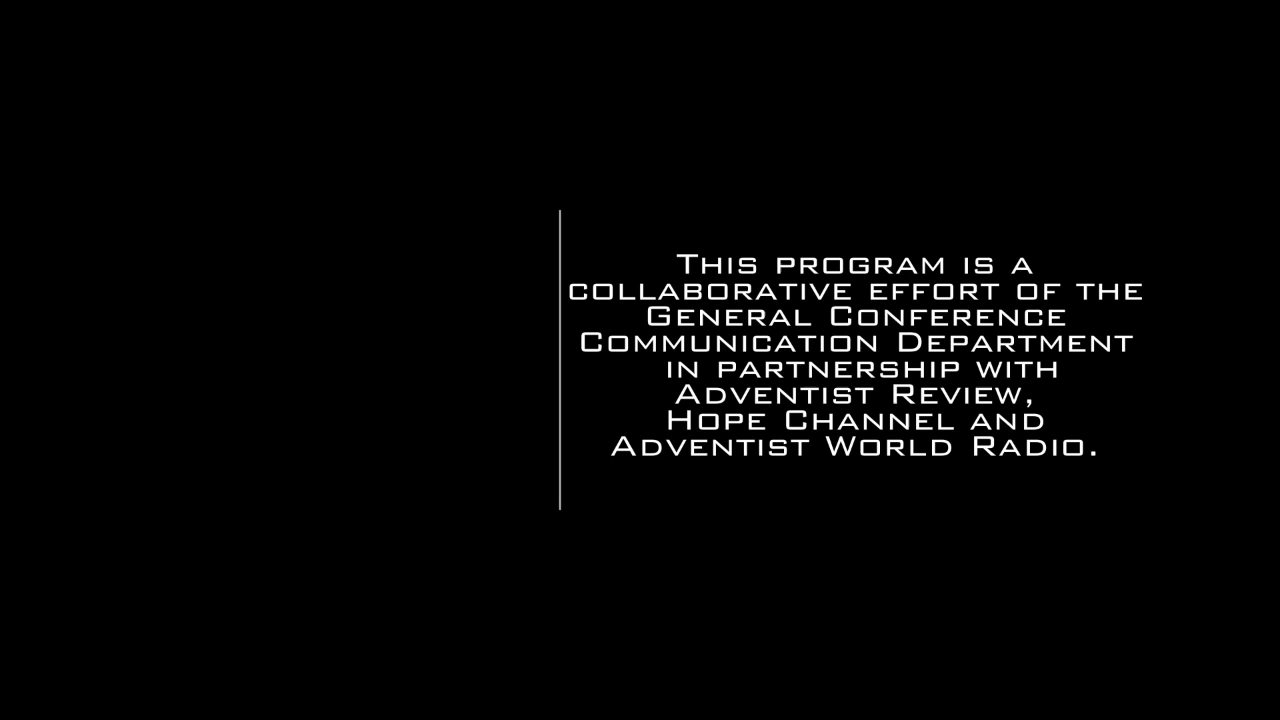 This program is a
collaborative effort of the
General Conference
Communication Department
in partnership with
Adventist Review,
Hope Channel and
Adventist World Radio.